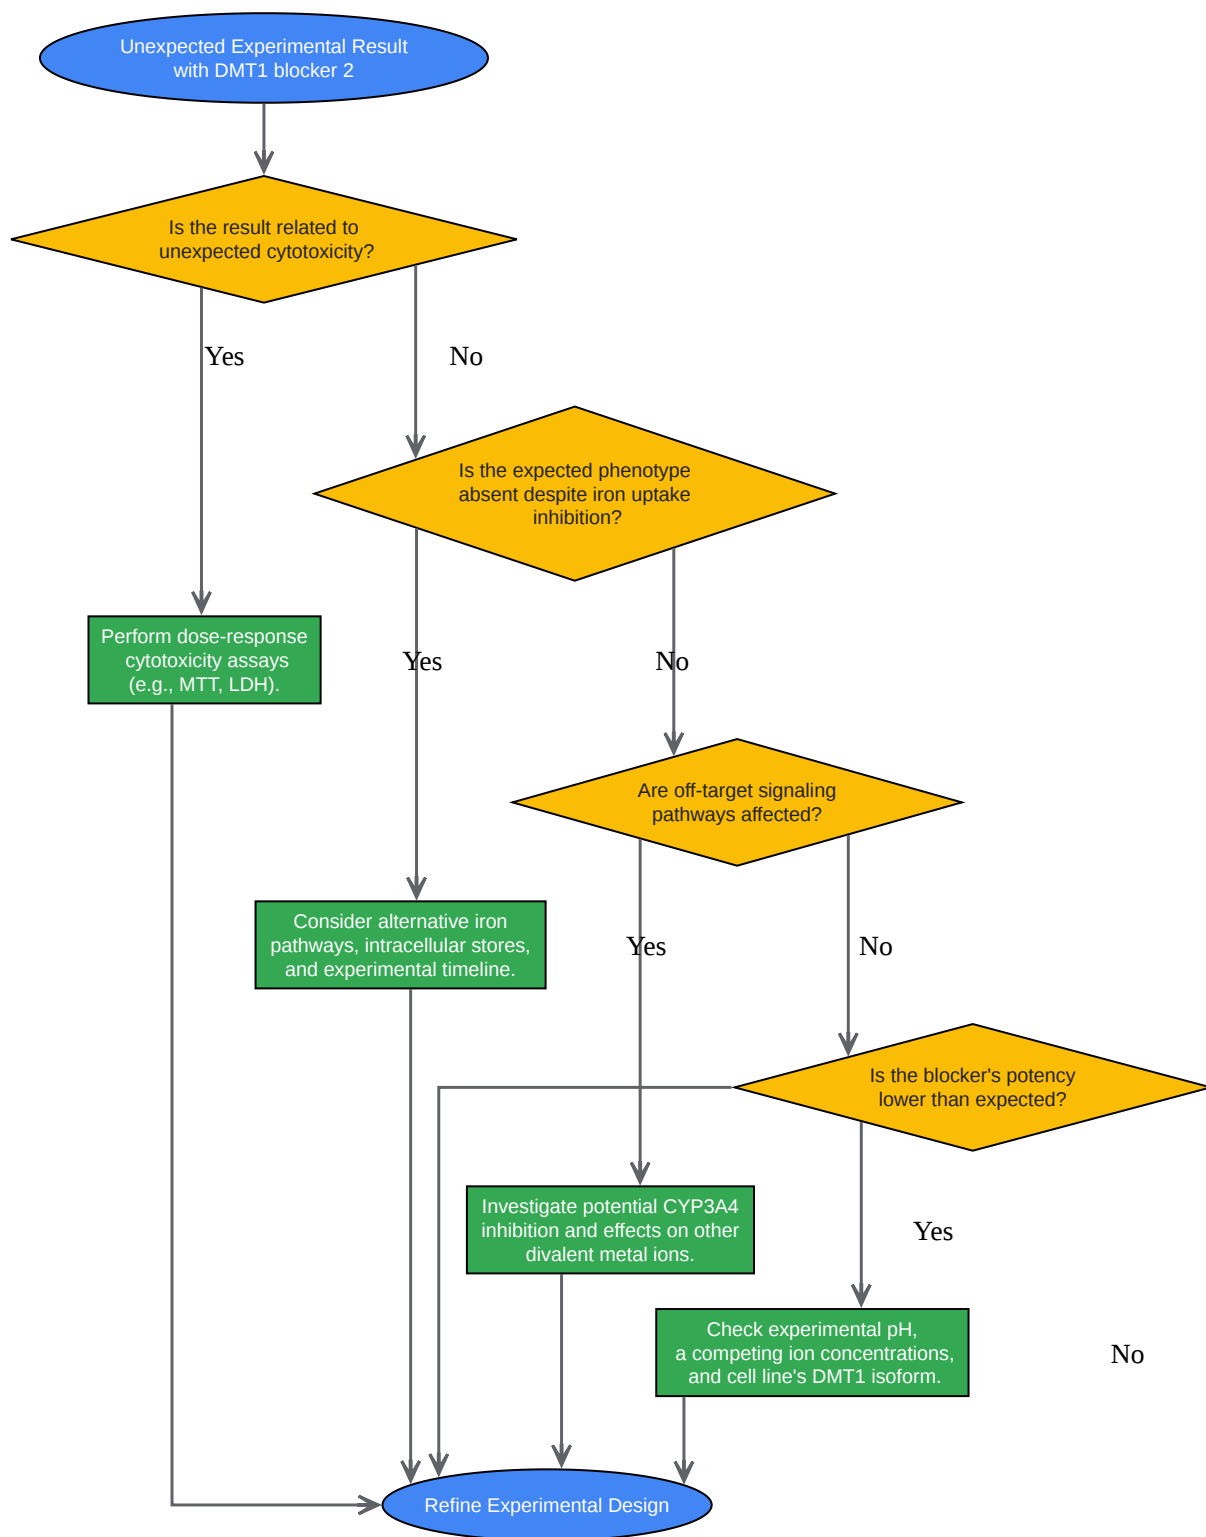 Unexpected Experimental Result
with DMT1 blocker 2
Is the result related to
unexpected cytotoxicity?
Yes
No
Is the expected phenotype
absent despite iron uptake
inhibition?
Perform dose-response
cytotoxicity assays
(e.g., MTT, LDH).
Yes
No
Are off-target signaling
pathways affected?
Consider alternative iron
pathways, intracellular stores,
and experimental timeline.
Yes
No
Is the blocker's potency
lower than expected?
Investigate potential CYP3A4
inhibition and effects on other
divalent metal ions.
Yes
Check experimental pH,
a competing ion concentrations,
and cell line's DMT1 isoform.
No
Refine Experimental Design